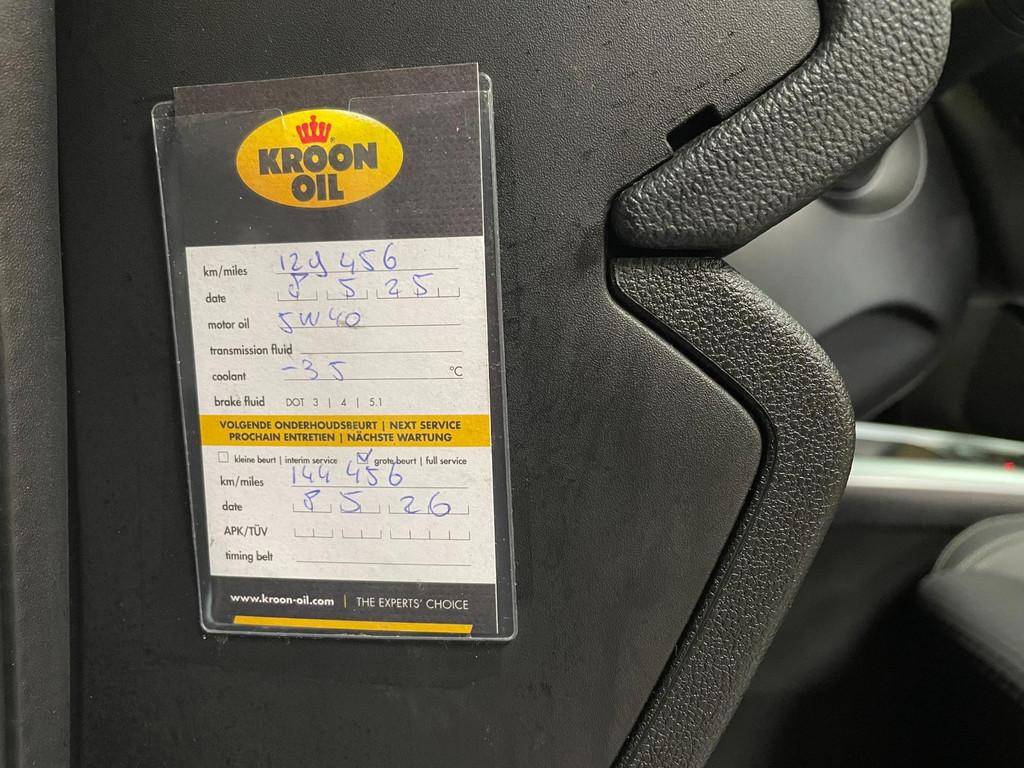 KROON
OIL
km/miles 129 456
date 8 5 25
motor oil 5W40
transmission fluid
coolant -35 °C
brake fluid DOT 3 | 4 | 5.1
VOLGENDE ONDERHOUDSBEURT | NEXT SERVICE
PROCHAIN ENTRETIEN | NÄCHSTE WARTUNG
kleine beurt | interim service grote beurt | full service
km/miles 144 456
date 8 5 26
APK/TÜV
timing belt
www.kroon-oil.com | THE EXPERTS' CHOICE